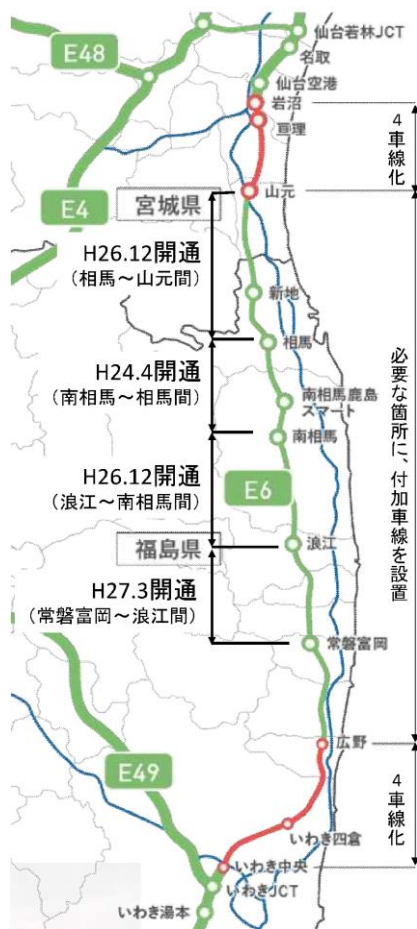 仙台若林JCT
名取
E48
仙台空港
岩沼
亘理
4車線化
E4
宮城県
山元
H26.12開通
(相馬～山元間)
新地
相馬
H24.4開通
(南相馬～相馬間)
南相馬鹿島
スマート
南相馬
必要な箇所に、付加車線を設置
H26.12開通
(浪江～南相馬間)
E6
福島県
浪江
H27.3開通
(常磐富岡～浪江間)
常磐富岡
広野
E49
4車線化
いわき四倉
いわき中央
いわきJCT
いわき湯本